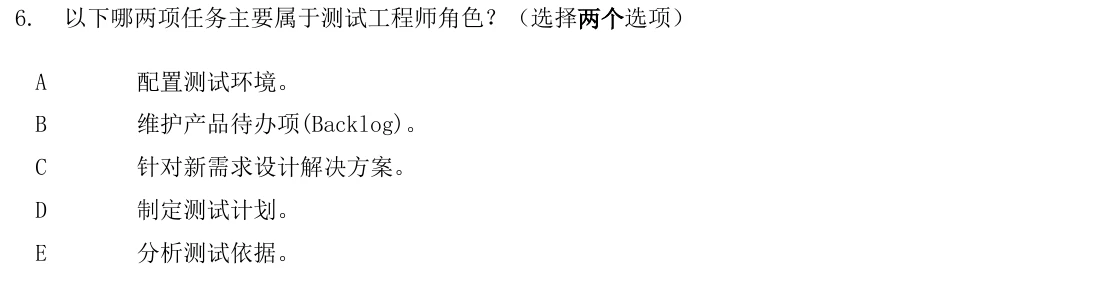 6. 以下哪两项任务主要属于测试工程师角色？（选择两个选项）
A 配置测试环境。
B 维护产品待办项(Backlog)。
C 针对新需求设计解决方案。
D 制定测试计划。
E 分析测试依据。